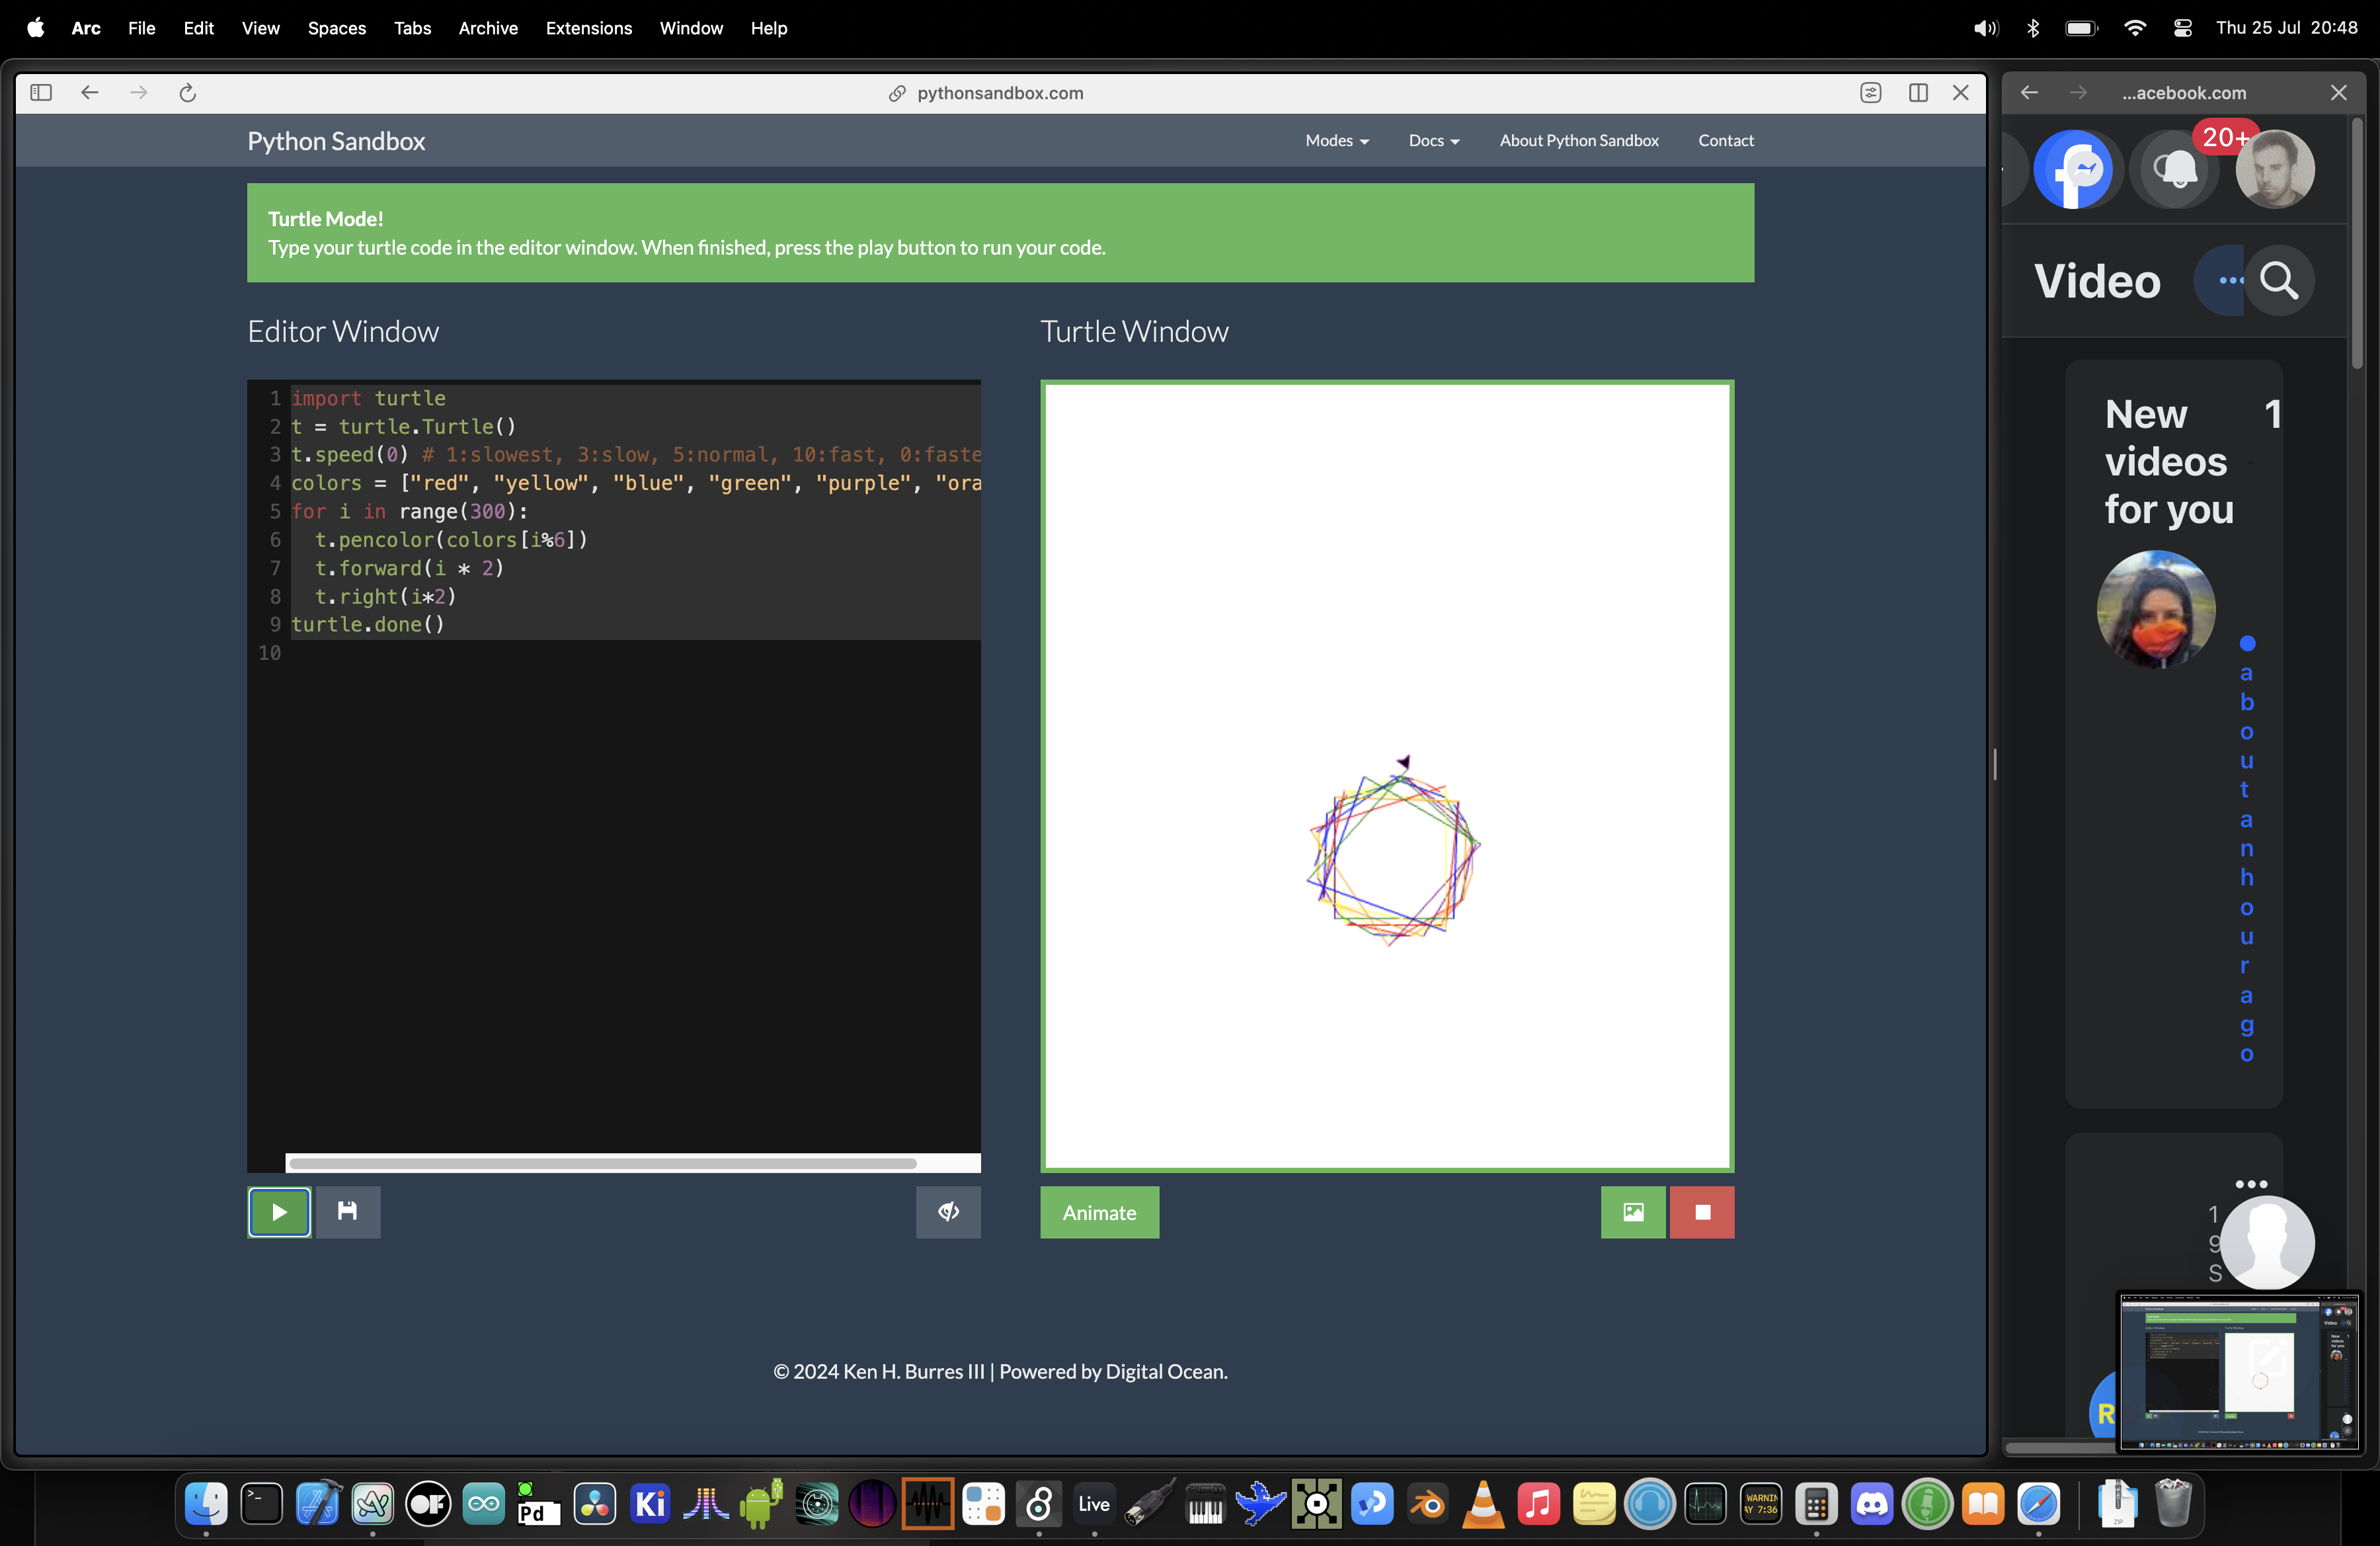 Arc File Edit View Spaces Tabs Archive Extensions Window Help
Thu 25 Jul 20:48
pythonsandbox.com
...acebook.com
Python Sandbox
Modes
Docs
About Python Sandbox
Contact
20+
Turtle Mode!
Type your turtle code in the editor window. When finished, press the play button to run your code.
Video
Editor Window
Turtle Window
1 import turtle
2 t = turtle.Turtle()
3 t.speed(0) # 1:slowest, 3:slow, 5:normal, 10:fast, 0:faste
4 colors = ["red", "yellow", "blue", "green", "purple", "ora
5 for i in range(300):
6 t.pencolor(colors[i%6])
7 t.forward(i * 2)
8 t.right(i*2)
9 turtle.done()
10
New 1
videos
for you
a
b
o
u
t
a
n
h
o
u
r
a
g
o
Animate
1
9
S
R
© 2024 Ken H. Burres III | Powered by Digital Ocean.
OF
Pd
Ki
Live
WARNIN
AY 7:36
ZIP